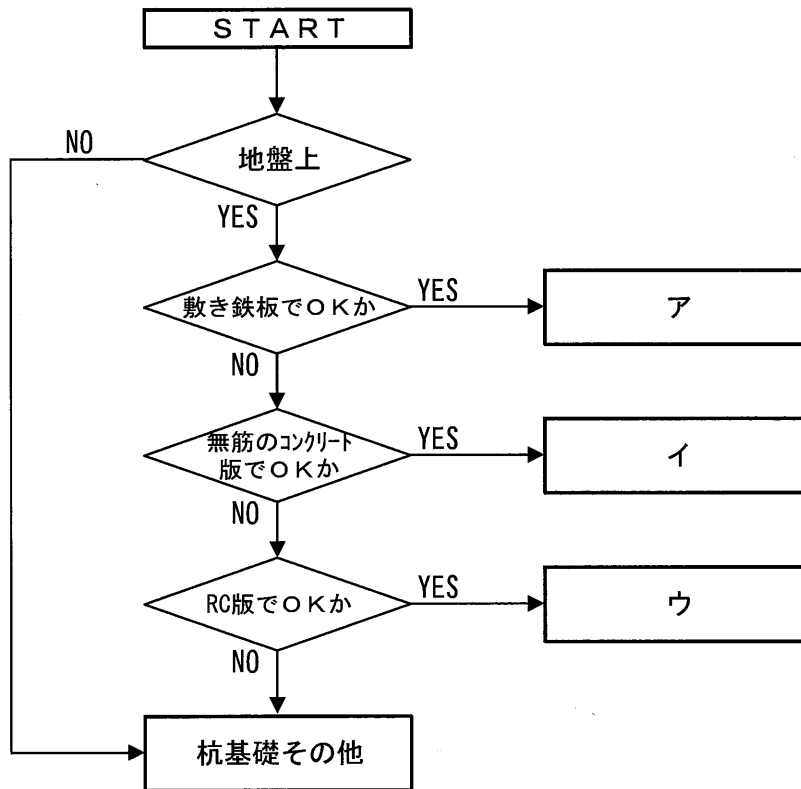 ＳＴＡＲＴ
NO
地盤上
YES
敷き鉄板でＯＫか
YES
ア
NO
無筋のｺﾝｸﾘｰﾄ
版でＯＫか
YES
イ
NO
RC版でＯＫか
YES
ウ
NO
杭基礎その他